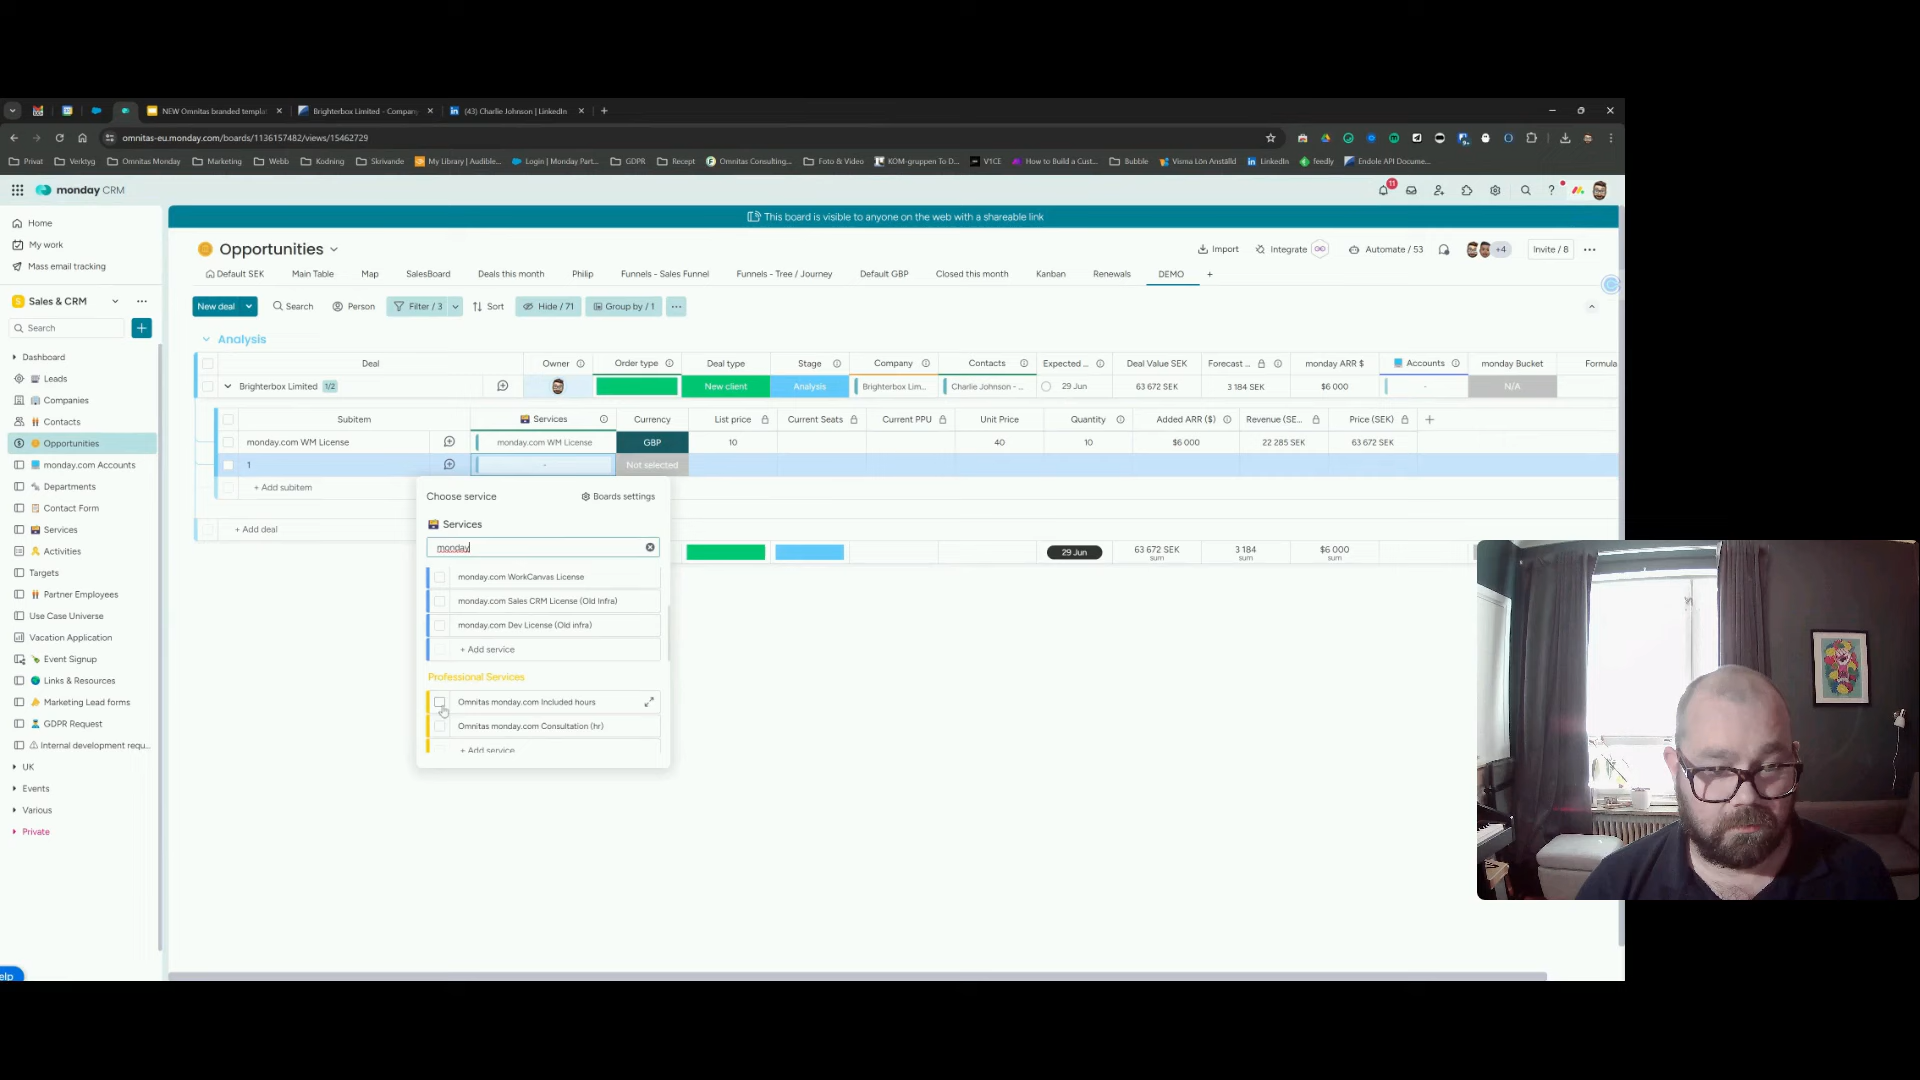 NEW Omnitas branded templa
Brighterbox Limited - Compan
(43) Charlie Johnson | LinkedIn
omnitas-eu.monday.com/boards/1136157482/views/15462729
Privat
Verktyg
Omnitas Monday
Marketing
Webb
Kodning
Skrivande
My Library | Audible...
Login | Monday Part...
GDPR
Recept
Omnitas Consulting...
Foto & Video
KOM-gruppen To D...
V1CE
How to Build a Cust...
Bubble
Visma Lön Anställd
LinkedIn
feedly
Endole API Docume...
monday CRM
11
Home
My work
Mass email tracking
Sales & CRM
Search
Dashboard
Leads
Companies
Contacts
Opportunities
monday.com Accounts
Departments
Contact Form
Services
Activities
Targets
Partner Employees
Use Case Universe
Vacation Application
Event Signup
Links & Resources
Marketing Lead forms
GDPR Request
Internal development requ...
UK
Events
Various
Private
elp
This board is visible to anyone on the web with a shareable link
Opportunities
Import
Integrate
Automate / 53
+4
Invite / 8
Default SEK
Main Table
Map
SalesBoard
Deals this month
Philip
Funnels - Sales Funnel
Funnels - Tree / Journey
Default GBP
Closed this month
Kanban
Renewals
DEMO
+
New deal
Search
Person
Filter / 3
Sort
Hide / 71
Group by / 1
Analysis
Deal
Owner
Order type
Deal type
Stage
Company
Contacts
Expected ...
Deal Value SEK
Forecast ...
monday ARR $
Accounts
monday Bucket
Formula
Brighterbox Limited 1/2
New client
Analysis
Brighterbox Lim...
Charlie Johnson - ...
29 Jun
63 672 SEK
3 184 SEK
$6 000
-
N/A
Subitem
Services
Currency
List price
Current Seats
Current PPU
Unit Price
Quantity
Added ARR ($)
Revenue (SE...
Price (SEK)
+
monday.com WM License
monday.com WM License
GBP
10
40
10
$6 000
22 285 SEK
63 672 SEK
1
-
Not selected
+ Add subitem
+ Add deal
29 Jun
63 672 SEK
sum
3 184
sum
$6 000
sum
Choose service
Boards settings
Services
monday
monday.com WorkCanvas License
monday.com Sales CRM License (Old Infra)
monday.com Dev License (Old infra)
+ Add service
Professional Services
Omnitas monday.com Included hours
Omnitas monday.com Consultation (hr)
+ Add service